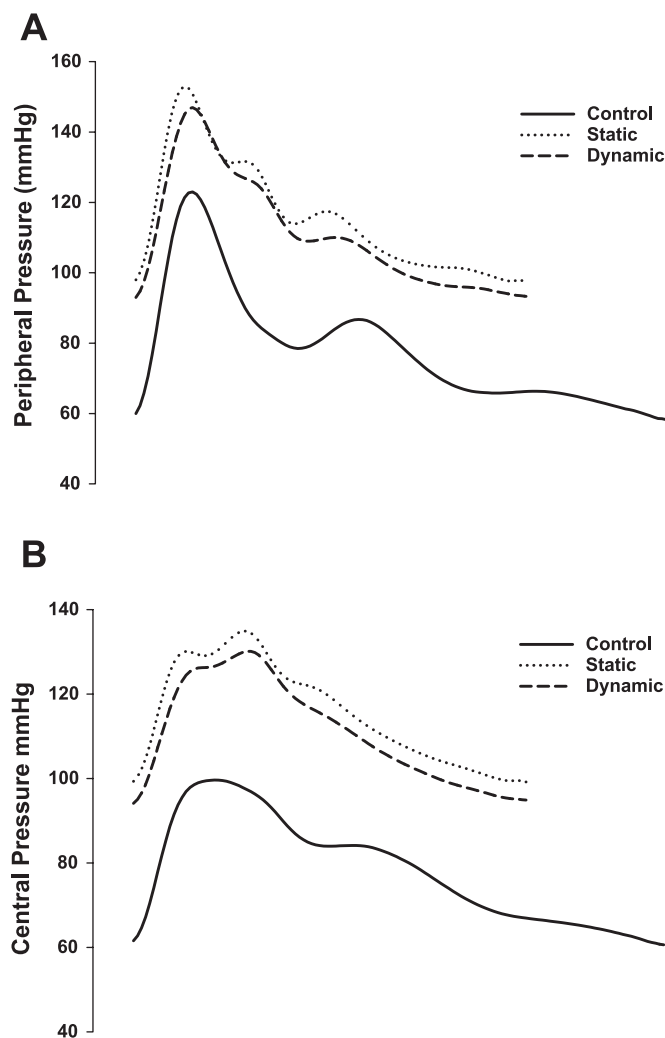 A
160
140
120
100
80
60
40
Peripheral Pressure (mmHg)
Control
Static
Dynamic
B
140
120
100
80
60
40
Central Pressure mmHg
Control
Static
Dynamic